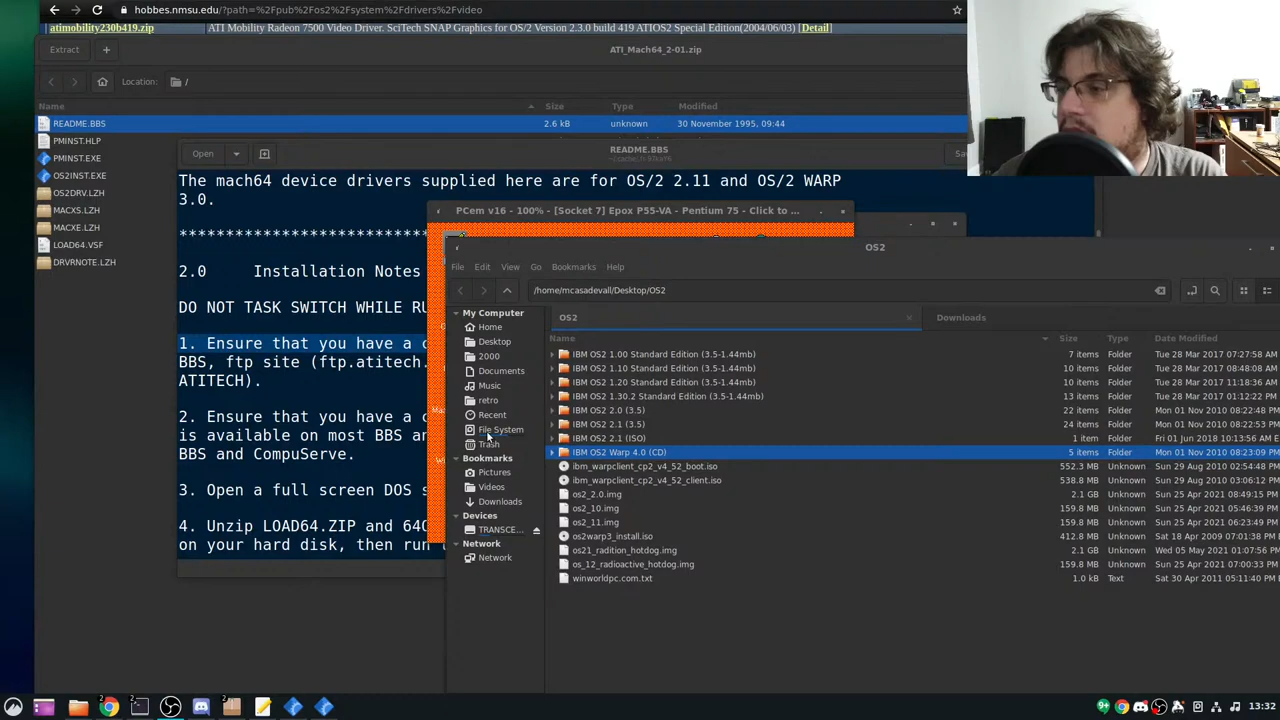 hobbes.nmsu.edu/?path=%2Fpub%2Fos2%2Fsystem%2Fdrivers%2Fvideo
atimobility230b419.zip
ATI Mobility Radeon 7500 Video Driver. SciTech SNAP Graphics for OS/2 Version 2.3.0 build 419 ATIOS2 Special Edition(2004/06/03) [Detail]
Extract
ATI_Mach64_2-01.zip
Location:
/
Name
Size
Type
Modified
README.BBS
2.6 kB
unknown
30 November 1995, 09:44
PMINST.HLP
PMINST.EXE
OS2INST.EXE
OS2DRV.LZH
MACXS.LZH
MACXE.LZH
LOAD64.VSF
DRVRNOTE.LZH
Open
README.BBS
The mach64 device drivers supplied here are for OS/2 2.11 and OS/2 WARP
3.0.
2.0 Installation Notes
DO NOT TASK SWITCH WHILE RU
1. Ensure that you have a c
BBS, ftp site (ftp.atitech.
ATITECH).
2. Ensure that you have a c
is available on most BBS an
BBS and CompuServe.
3. Open a full screen DOS s
4. Unzip LOAD64.ZIP and 64O
on your hard disk, then run
PCem v16 - 100% - [Socket 7] Epox P55-VA - Pentium 75 - Click to ...
OS2
File Edit View Go Bookmarks Help
/home/mcasadevall/Desktop/OS2
My Computer
Home
Desktop
2000
Documents
Music
retro
Recent
File System
Trash
Bookmarks
Pictures
Videos
Downloads
Devices
TRANSCE...
Network
Network
OS2
Downloads
Name Size Type Date Modified
IBM OS2 1.00 Standard Edition (3.5-1.44mb) 7 items Folder Tue 28 Mar 2017 07:27:58 AM
IBM OS2 1.10 Standard Edition (3.5-1.44mb) 10 items Folder Tue 28 Mar 2017 08:48:08 AM
IBM OS2 1.20 Standard Edition (3.5-1.44mb) 10 items Folder Tue 28 Mar 2017 11:18:36 AM
IBM OS2 1.30.2 Standard Edition (3.5-1.44mb) 13 items Folder Tue 28 Mar 2017 01:12:22 PM
IBM OS2 2.0 (3.5) 22 items Folder Mon 01 Nov 2010 08:22:48 PM
IBM OS2 2.1 (3.5) 24 items Folder Mon 01 Nov 2010 08:22:53 PM
IBM OS2 2.1 (ISO) 1 item Folder Fri 01 Jun 2018 10:13:56 AM
IBM OS2 Warp 4.0 (CD) 5 items Folder Mon 01 Nov 2010 08:23:09 PM
ibm_warpclient_cp2_v4_52_boot.iso 552.3 MB Unknown Sun 29 Aug 2010 02:54:48 PM
ibm_warpclient_cp2_v4_52_client.iso 538.8 MB Unknown Sun 29 Aug 2010 03:06:12 PM
os2_2.0.img 2.1 GB Unknown Sun 25 Apr 2021 08:49:15 PM
os2_10.img 159.8 MB Unknown Sun 25 Apr 2021 05:46:39 PM
os2_11.img 159.8 MB Unknown Sun 25 Apr 2021 06:23:49 PM
os2warp3_install.iso 412.8 MB Unknown Sat 18 Apr 2009 07:01:38 PM
os21_radition_hotdog.img 2.1 GB Unknown Wed 05 May 2021 01:07:56 PM
os_12_radioactive_hotdog.img 159.8 MB Unknown Sun 25 Apr 2021 07:00:33 PM
winworldpc.com.txt 1.0 kB Text Sat 30 Apr 2011 05:11:40 PM
13:32